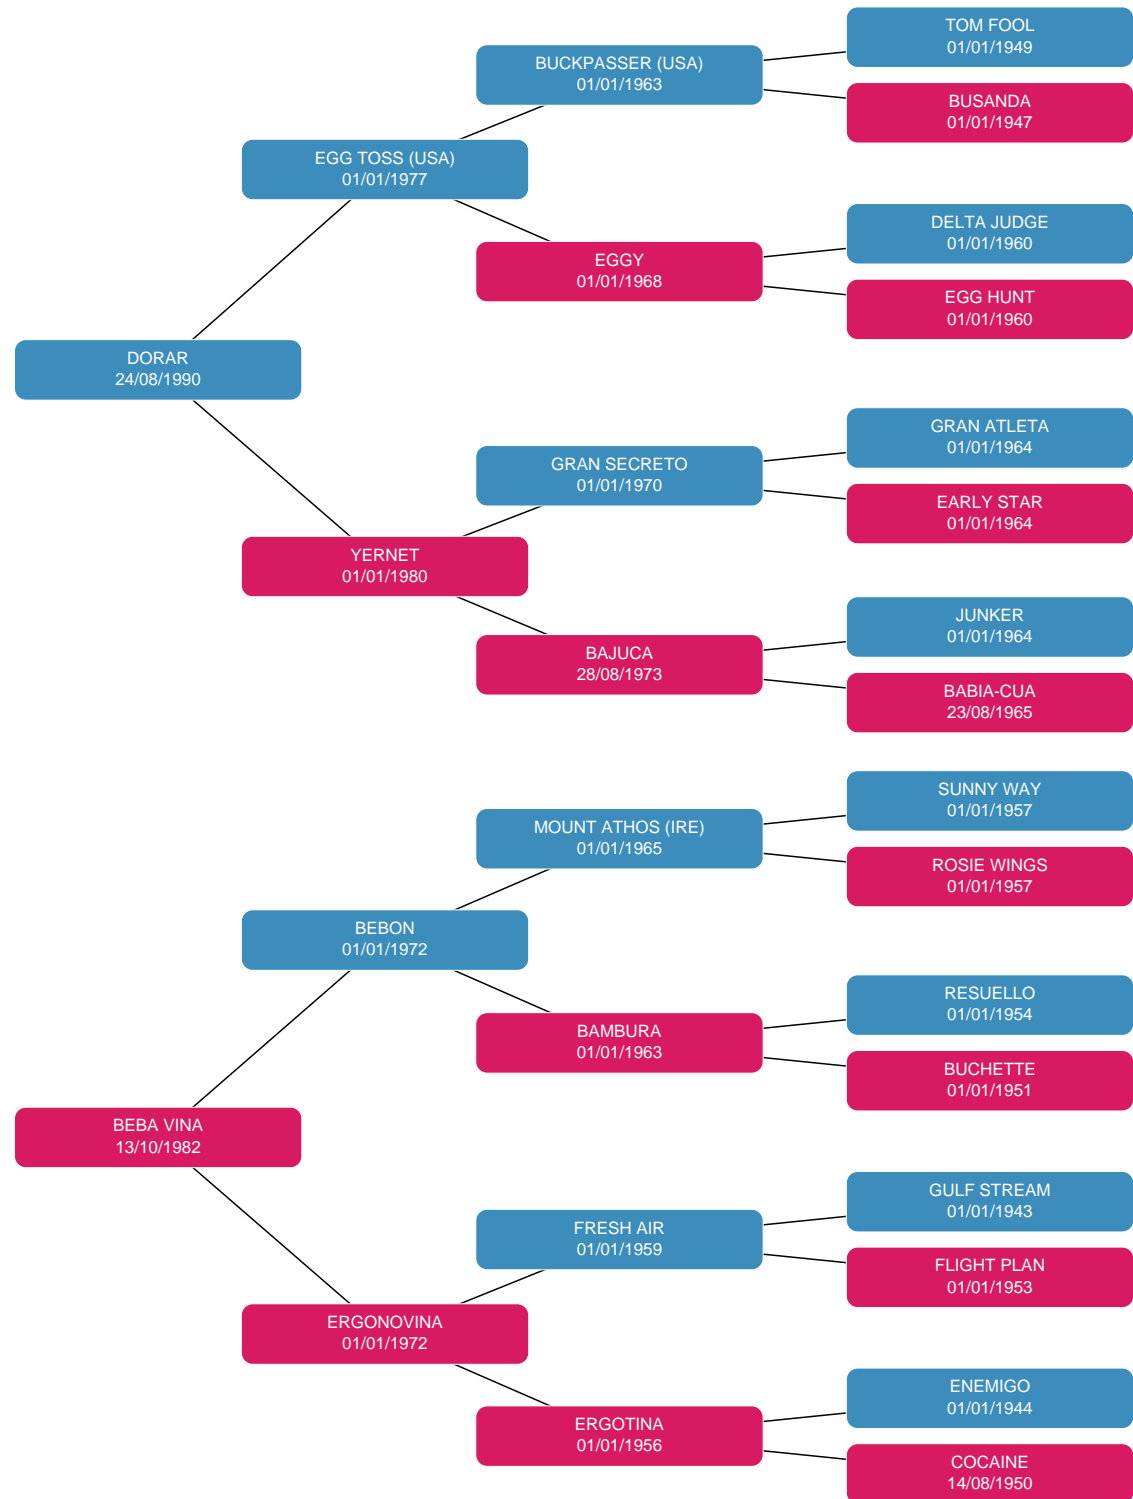 TOM FOOL
01/01/1949
BUCKPASSER (USA)
01/01/1963
BUSANDA
01/01/1947
EGG TOSS (USA)
01/01/1977
DELTA JUDGE
01/01/1960
EGGY
01/01/1968
EGG HUNT
01/01/1960
DORAR
24/08/1990
GRAN ATLETA
01/01/1964
GRAN SECRETO
01/01/1970
EARLY STAR
01/01/1964
YERNET
01/01/1980
JUNKER
01/01/1964
BAJUCA
28/08/1973
BABIA-CUA
23/08/1965
SUNNY WAY
01/01/1957
MOUNT ATHOS (IRE)
01/01/1965
ROSIE WINGS
01/01/1957
BEBON
01/01/1972
RESUELLO
01/01/1954
BAMBURA
01/01/1963
BUCHETTE
01/01/1951
BEBA VINA
13/10/1982
GULF STREAM
01/01/1943
FRESH AIR
01/01/1959
FLIGHT PLAN
01/01/1953
ERGONOVINA
01/01/1972
ENEMIGO
01/01/1944
ERGOTINA
01/01/1956
COCAINE
14/08/1950